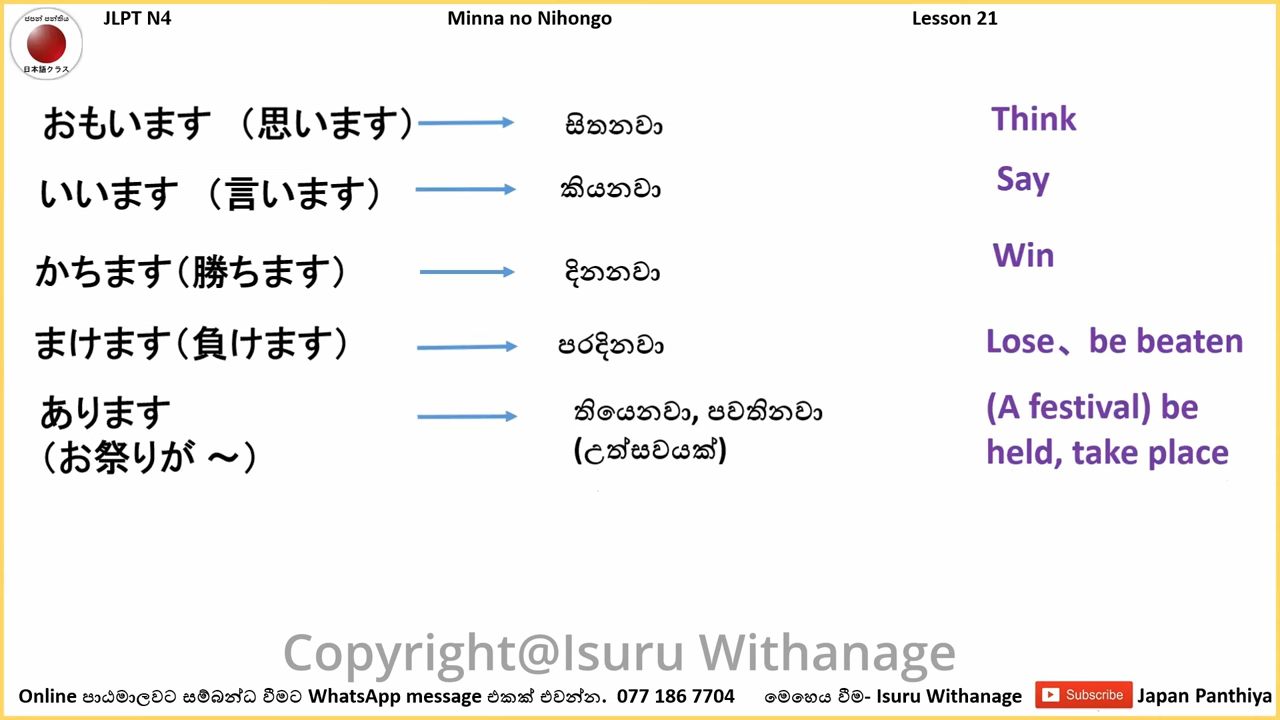 ජපන් පන්තිය
日本語クラス
JLPT N4
Minna no Nihongo
Lesson 21
おもいます （思います） සිතනවා Think
いいます （言います） කියනවා Say
かちます（勝ちます） දිනනවා Win
まけます（負けます） පරදිනවා Lose、be beaten
あります තියෙනවා, පවතිනවා (A festival) be
（お祭りが ～） (උත්සවයක්) held, take place
Copyright@Isuru Withanage
Online පාඨමාලවට සම්බන්ධ වීමට WhatsApp message එකක් එවන්න. 077 186 7704 මෙහෙය වීම- Isuru Withanage Subscribe Japan Panthiya